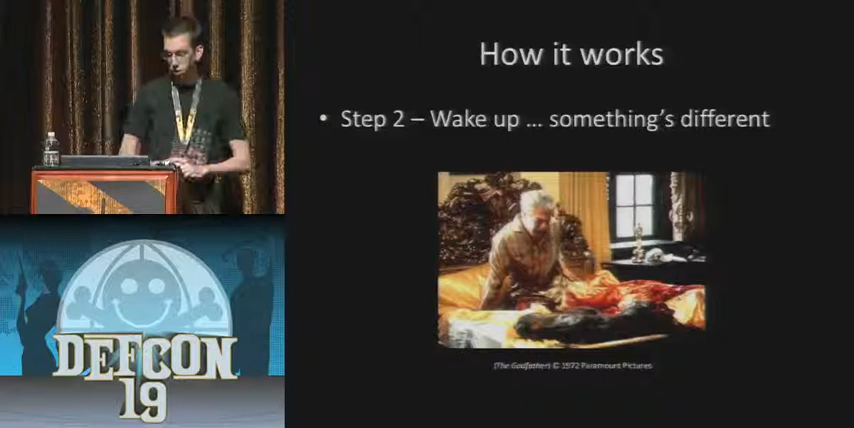 How it works
• Step 2 – Wake up ... something's different
(The Godfather) © 1972 Paramount Pictures
DEFCON
19